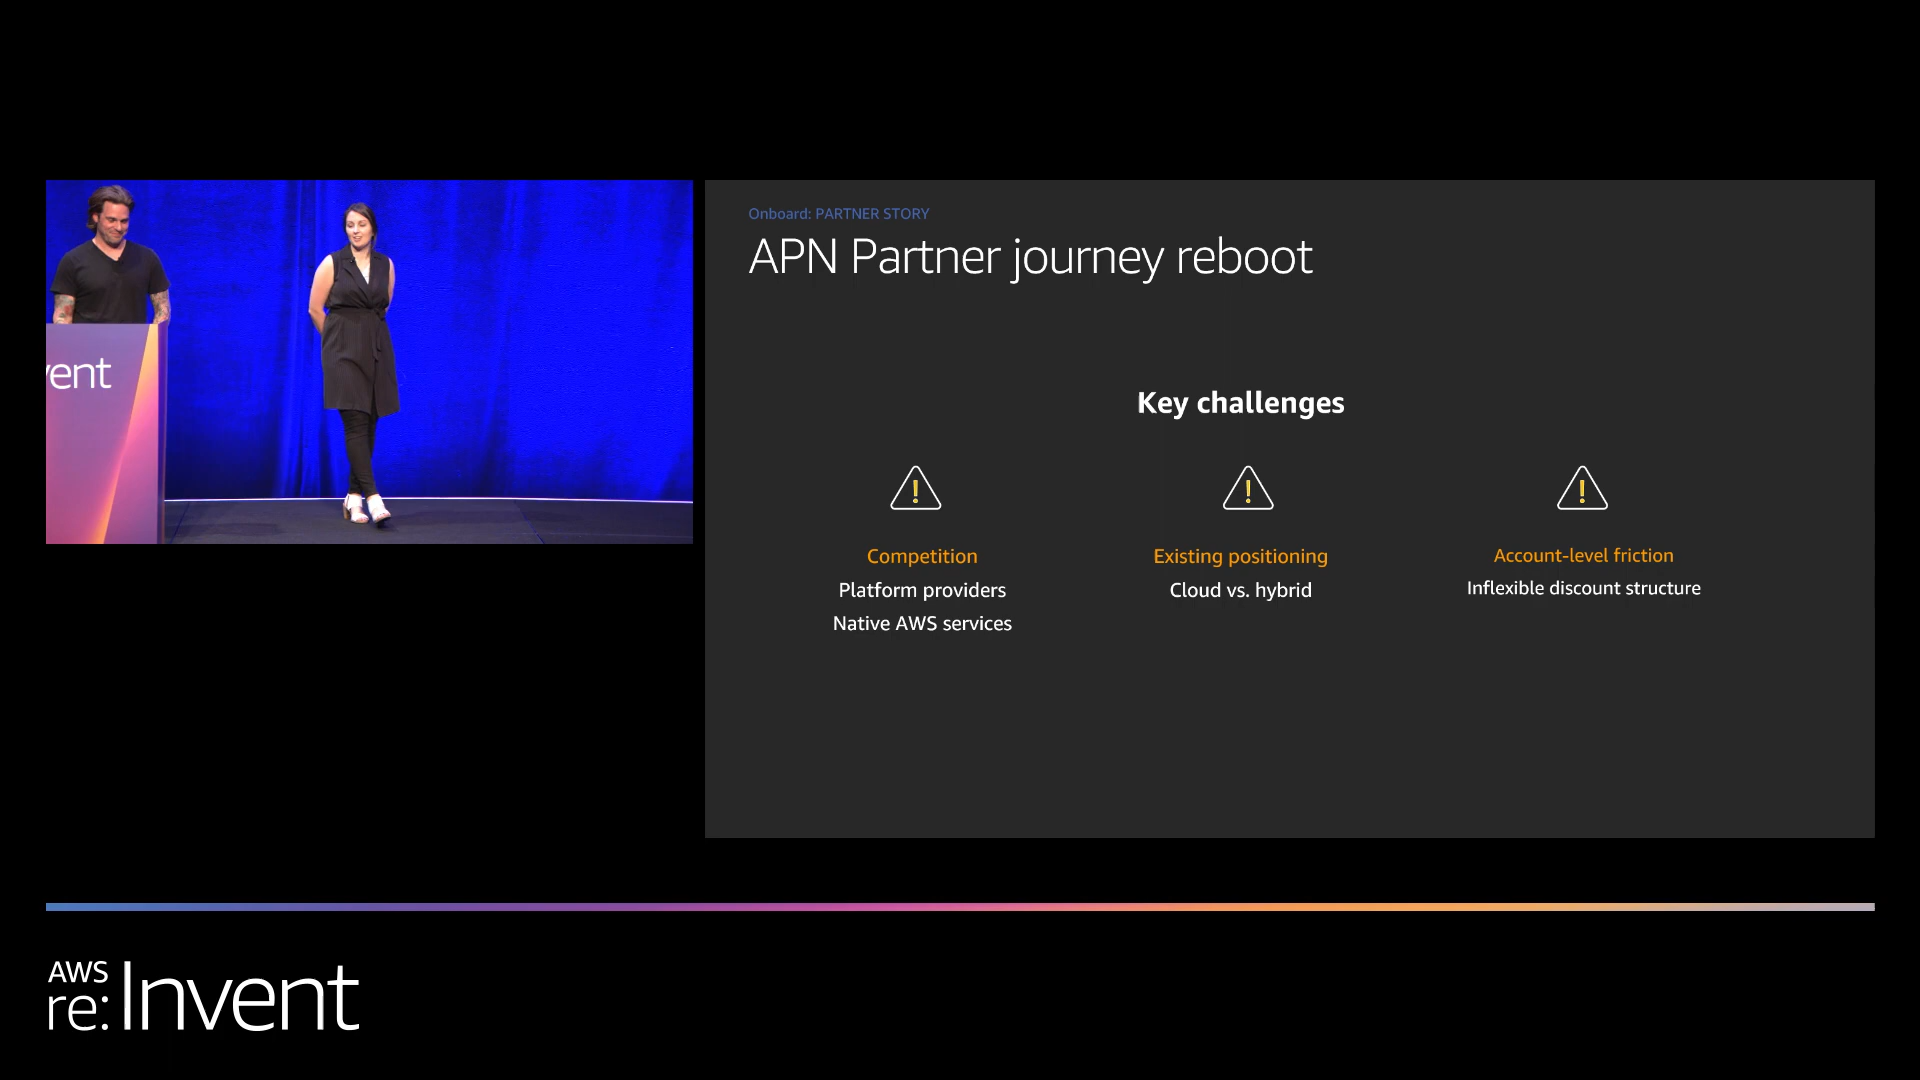 vent
Onboard: PARTNER STORY
APN Partner journey reboot
Key challenges
!
!
!
Competition
Platform providers
Native AWS services
Existing positioning
Cloud vs. hybrid
Account-level friction
Inflexible discount structure
AWS
re:Invent